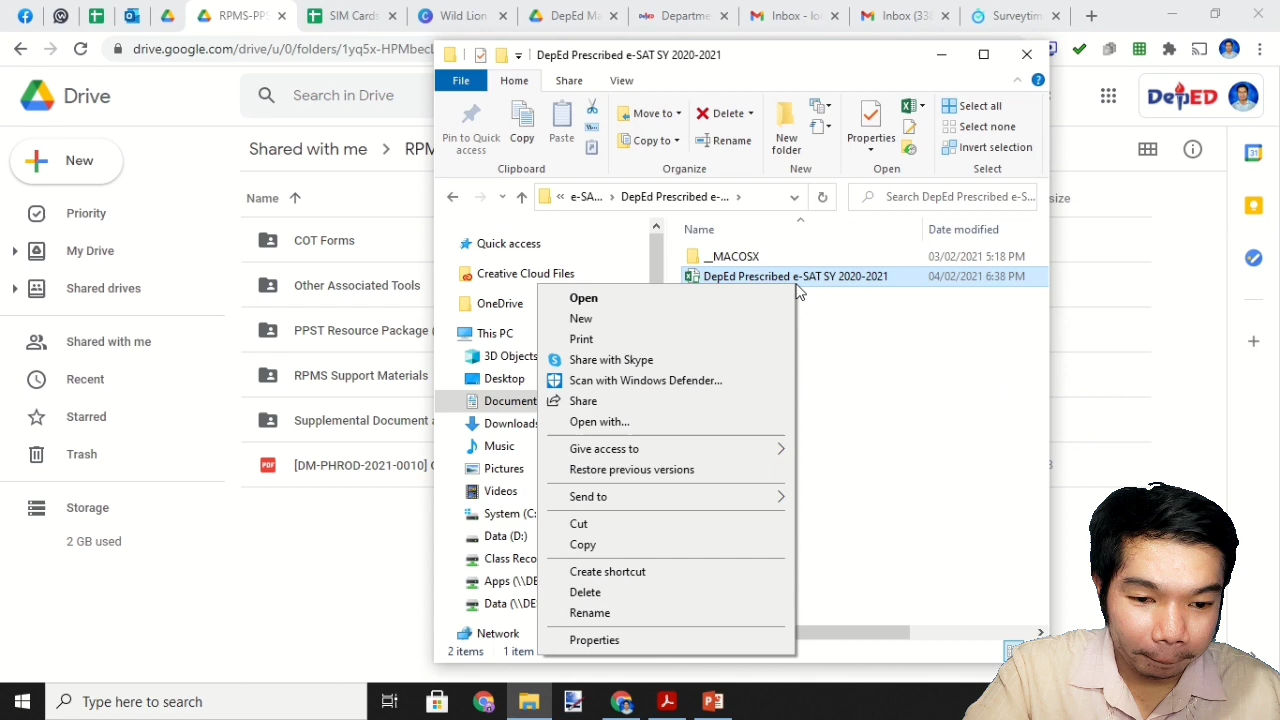 RPMS-PPS
SIM Cards
Wild Lion
DepEd Ma
Departme
Inbox - lo
Inbox (338
Surveytim
drive.google.com/drive/u/0/folders/1yq5x-HPMbecL
Drive
Search in Drive
DepED
New
Priority
My Drive
Shared drives
Shared with me
Recent
Starred
Trash
Storage
2 GB used
Shared with me > RPM
Name
COT Forms
Other Associated Tools
PPST Resource Package (
RPMS Support Materials
Supplemental Document a
PDF [DM-PHROD-2021-0010]
size
DepEd Prescribed e-SAT SY 2020-2021
File Home Share View
Pin to Quick access
Copy
Paste
Clipboard
Move to
Copy to
Delete
Rename
Organize
New folder
New
Properties
Open
Select all
Select none
Invert selection
Select
« e-SA... > DepEd Prescribed e-... >
Search DepEd Prescribed e-S...
Quick access
Creative Cloud Files
OneDrive
This PC
3D Objects
Desktop
Document
Downloads
Music
Pictures
Videos
System (C:
Data (D:)
Class Reco
Apps (\\DE
Data (\\DE
Network
2 items 1 item
Name Date modified
__MACOSX 03/02/2021 5:18 PM
DepEd Prescribed e-SAT SY 2020-2021 04/02/2021 6:38 PM
Open
New
Print
Share with Skype
Scan with Windows Defender...
Share
Open with...
Give access to
Restore previous versions
Send to
Cut
Copy
Create shortcut
Delete
Rename
Properties
Type here to search